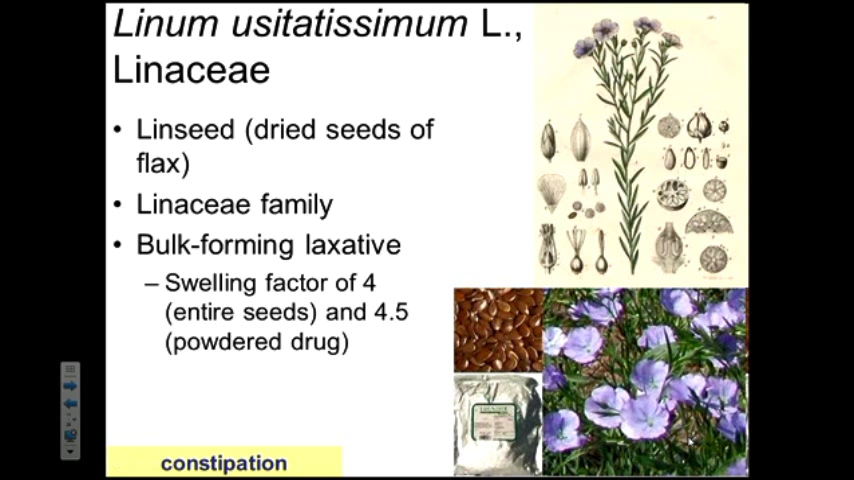 Linum usitatissimum L.,
Linaceae
• Linseed (dried seeds of
flax)
• Linaceae family
• Bulk-forming laxative
– Swelling factor of 4
(entire seeds) and 4.5
(powdered drug)
constipation